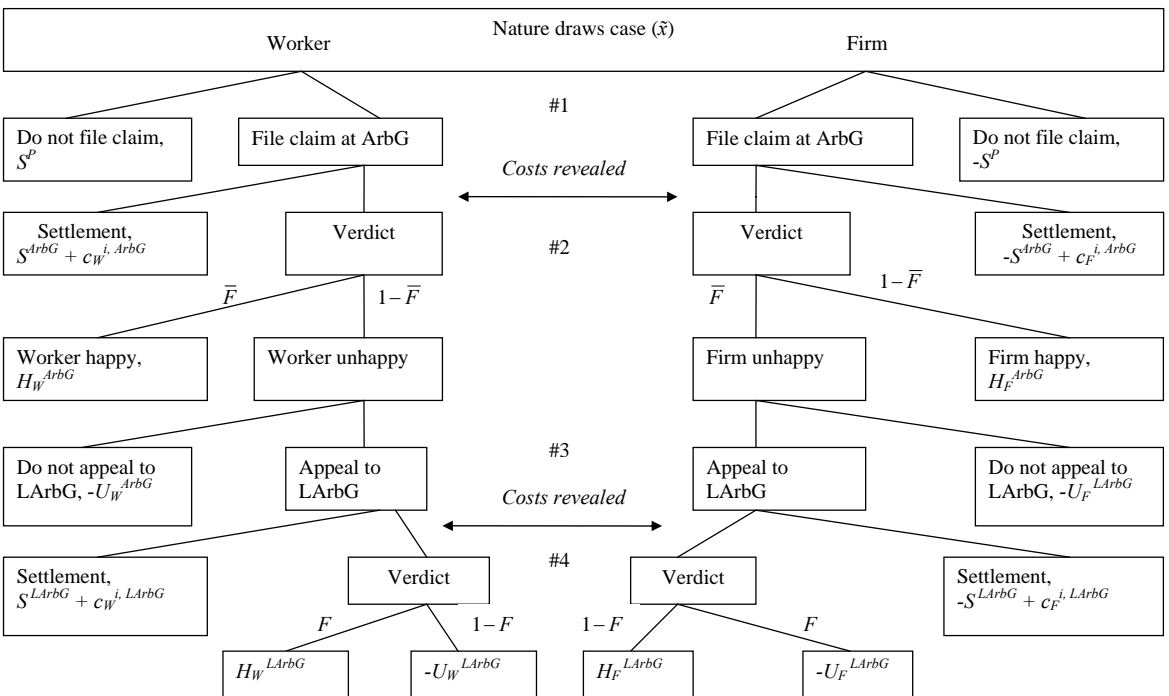 Nature draws case (x̃)
Worker Firm
#1
Do not file claim,
S^P
File claim at ArbG
File claim at ArbG
Do not file claim,
-S^P
Costs revealed
Settlement,
S^ArbG + c_W^i, ArbG
Verdict
#2
Verdict
Settlement,
-S^ArbG + c_F^i, ArbG
F̅ 1 – F̅ F̅ 1 – F̅
Worker happy,
H_W^ArbG
Worker unhappy
Firm unhappy
Firm happy,
H_F^ArbG
#3
Do not appeal to
LArbG, -U_W^ArbG
Appeal to
LArbG
Appeal to
LArbG
Do not appeal to
LArbG, -U_F^LArbG
Costs revealed
#4
Settlement,
S^LArbG + c_W^i, LArbG
Verdict
Verdict
Settlement,
-S^LArbG + c_F^i, LArbG
F 1 – F 1 – F F
H_W^LArbG
-U_W^LArbG
H_F^LArbG
-U_F^LArbG